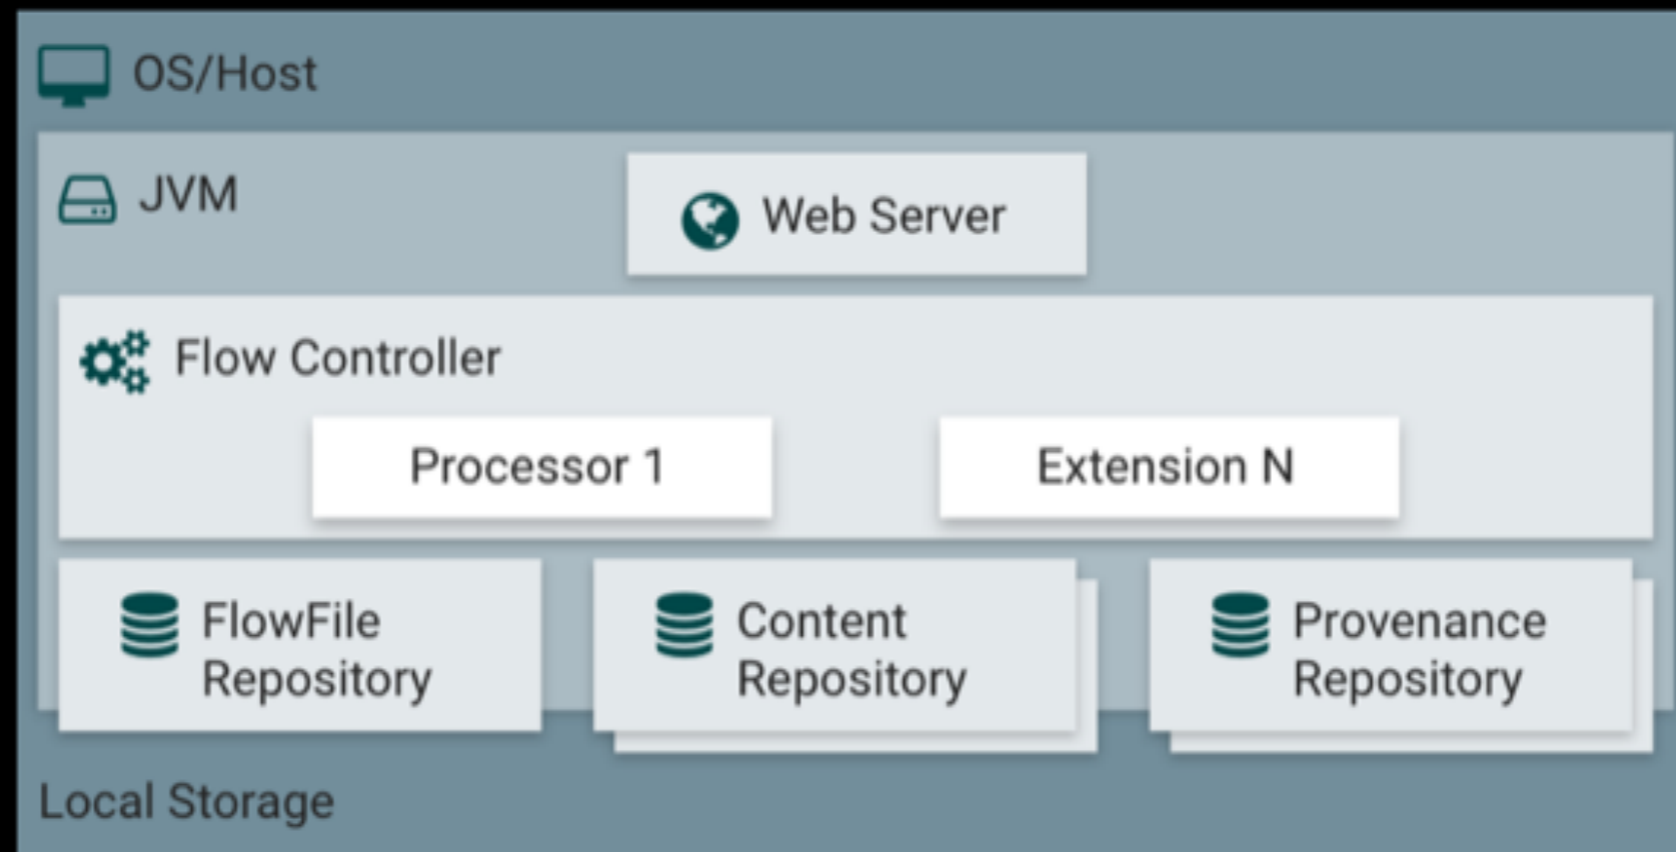 OS/Host
JVM
Web Server
Flow Controller
Processor 1
Extension N
FlowFile
Repository
Content
Repository
Provenance
Repository
Local Storage